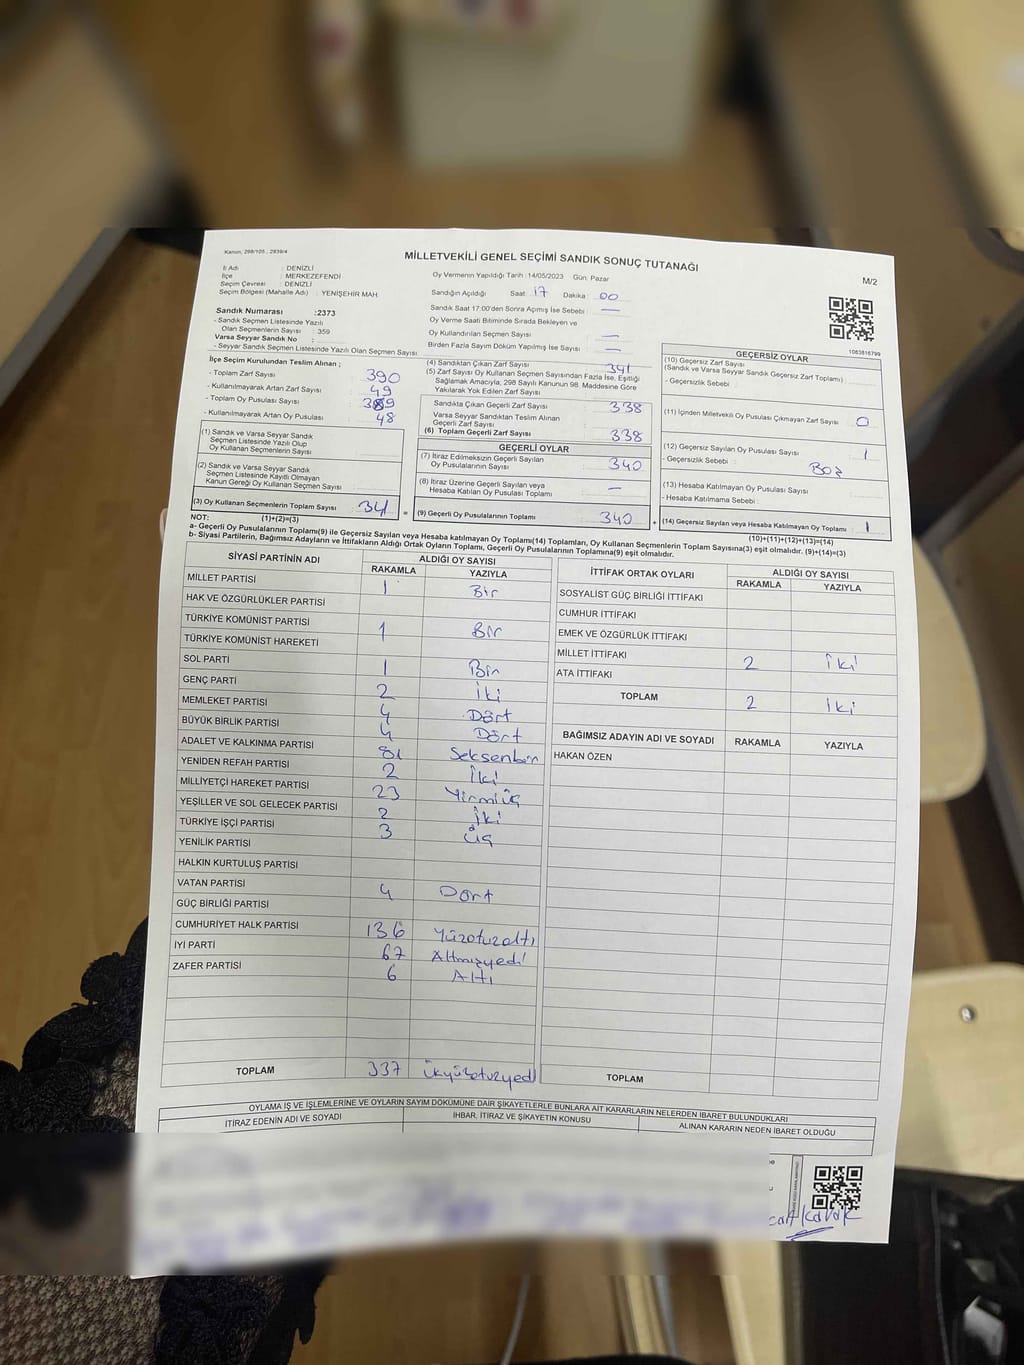 Kanun, 298/105 , 2839/4
MİLLETVEKİLİ GENEL SEÇİMİ SANDIK SONUÇ TUTANAĞI
M/2
İl Adı : DENİZLİ
İlçe : MERKEZEFENDİ
Seçim Çevresi : DENİZLİ
Seçim Bölgesi (Mahalle Adı) : YENİŞEHİR MAH
Oy Vermenin Yapıldığı Tarih :14/05/2023 Gün: Pazar
Sandığın Açıldığı Saat 17 Dakika 00
Sandık Saat 17:00'den Sonra Açmış İse Sebebi : —
Oy Verme Saati Bitiminde Sırada Bekleyen ve
Oy Kullandırılan Seçmen Sayısı : —
Birden Fazla Sayım Döküm Yapılmış İse Sayısı : —
Sandık Numarası :2373
- Sandık Seçmen Listesinde Yazılı
Olan Seçmenlerin Sayısı : 359
Varsa Seyyar Sandık No :
- Seyyar Seçmen Listesinde Yazılı Olan Seçmen Sayısı
1083816799
İlçe Seçim Kurulundan Teslim Alınan ;
- Toplam Zarf Sayısı 390
- Kullanılmayarak Artan Zarf Sayısı 49
- Toplam Oy Pusulası 389
- Kullanılmayarak Artan Oy Pusulası 48
(1) Sandık ve Varsa Seyyar Sandık
Seçmen Listesinde Yazılı Olup
Oy Kullanan Seçmenlerin Sayısı
(2) Sandık ve Varsa Seyyar Sandık
Seçmen Listesinde Kayıtlı Olmayan
Kanun Gereği Oy Kullanan Seçmen Sayısı
(3) Oy Kullanan Seçmenlerin Toplam Sayısı 341
(4) Sandıktan Çıkan Zarf Sayısı 341
(5) Zarf Sayısı Oy Kullanan Seçmen Sayısından Fazla İse, Eşitliği
Sağlamak Amacıyla, 298 Sayılı Kanunun 98. Maddesine Göre
Yakılarak Yok Edilen Zarf Sayısı
Sandıkta Çıkan Geçerli Zarf Sayısı 338
Varsa Seyyar Sandıktan Teslim Alınan
Geçerli Zarf Sayısı
(6) Toplam Geçerli Zarf Sayısı 338
GEÇERLİ OYLAR
(7) İtiraz Edilmeksizin Geçerli Sayılan
Oy Pusulalarının Sayısı 340
(8) İtiraz Üzerine Geçerli Sayılan veya
Hesaba Katılan Oy Pusulası Toplamı —
= (9) Geçerli Oy Pusulalarının Toplamı 340
GEÇERSİZ OYLAR
(10) Geçersiz Zarf Sayısı
(Sandık ve Varsa Seyyar Sandık Geçersiz Zarf Toplamı)
- Geçersizlik Sebebi :
(11) İçinden Milletvekili Oy Pusulası Çıkmayan Zarf Sayısı 0
(12) Geçersiz Sayılan Oy Pusulası Sayısı 1
- Geçersizlik Sebebi : Boş
(13) Hesaba Katılmayan Oy Pusulası Sayısı
- Hesaba Katılmama Sebebi :
+ (14) Geçersiz Sayılan veya Hesaba Katılmayan Oy Toplamı 1
NOT: (1)+(2)=(3)
(10)+(11)+(12)+(13)=(14)
a- Geçerli Oy Pusulalarının Toplamı(9) ile Geçersiz Sayılan veya Hesaba katılmayan Oy Toplamı(14) Toplamları, Oy Kullanan Seçmenlerin Toplam Sayısına(3) eşit olmalıdır. (9)+(14)=(3)
b- Siyasi Partilerin, Bağımsız Adayların ve İttifakların Aldığı Ortak Oyların Toplamı, Geçerli Oy Pusulalarının Toplamına(9) eşit olmalıdır.
SİYASİ PARTİNİN ADI ALDIĞI OY SAYISI
RAKAMLA YAZIYLA
MİLLET PARTİSİ 1 Bir
HAK VE ÖZGÜRLÜKLER PARTİSİ
TÜRKİYE KOMÜNİST PARTİSİ 1 Bir
TÜRKİYE KOMÜNİST HAREKETİ
SOL PARTİ 1 Bir
GENÇ PARTİ 2 İki
MEMLEKET PARTİSİ 4 Dört
BÜYÜK BİRLİK PARTİSİ 4 Dört
ADALET VE KALKINMA PARTİSİ 81 Seksenbir
YENİDEN REFAH PARTİSİ 2 İki
MİLLİYETÇİ HAREKET PARTİSİ 23 Yirmiüç
YEŞİLLER VE SOL GELECEK PARTİSİ 2 İki
TÜRKİYE İŞÇİ PARTİSİ 3 Üç
YENİLİK PARTİSİ
HALKIN KURTULUŞ PARTİSİ
VATAN PARTİSİ 4 Dört
GÜÇ BİRLİĞİ PARTİSİ
CUMHURİYET HALK PARTİSİ 136 Yüzotuzaltı
İYİ PARTİ 67 Altmışyedi
ZAFER PARTİSİ 6 Altı
TOPLAM 337
İTTİFAK ORTAK OYLARI ALDIĞI OY SAYISI
RAKAMLA YAZIYLA
SOSYALİST GÜÇ BİRLİĞİ İTTİFAKI
CUMHUR İTTİFAKI
EMEK VE ÖZGÜRLÜK İTTİFAKI
MİLLET İTTİFAKI 2 İki
ATA İTTİFAKI
TOPLAM 2 İki
BAĞIMSIZ ADAYIN ADI VE SOYADI RAKAMLA YAZIYLA
HAKAN ÖZEN
TOPLAM
OYLAMA İŞ VE İŞLEMLERİNE VE OYLARIN SAYIM DÖKÜMÜNE DAİR ŞİKAYETLERLE BUNLARA AİT KARARLARIN NELERDEN İBARET BULUNDUKLARI
İTİRAZ EDENİN ADI VE SOYADI İHBAR, İTİRAZ VE ŞİKAYETİN KONUSU ALINAN KARARIN NEDEN İBARET OLDUĞU